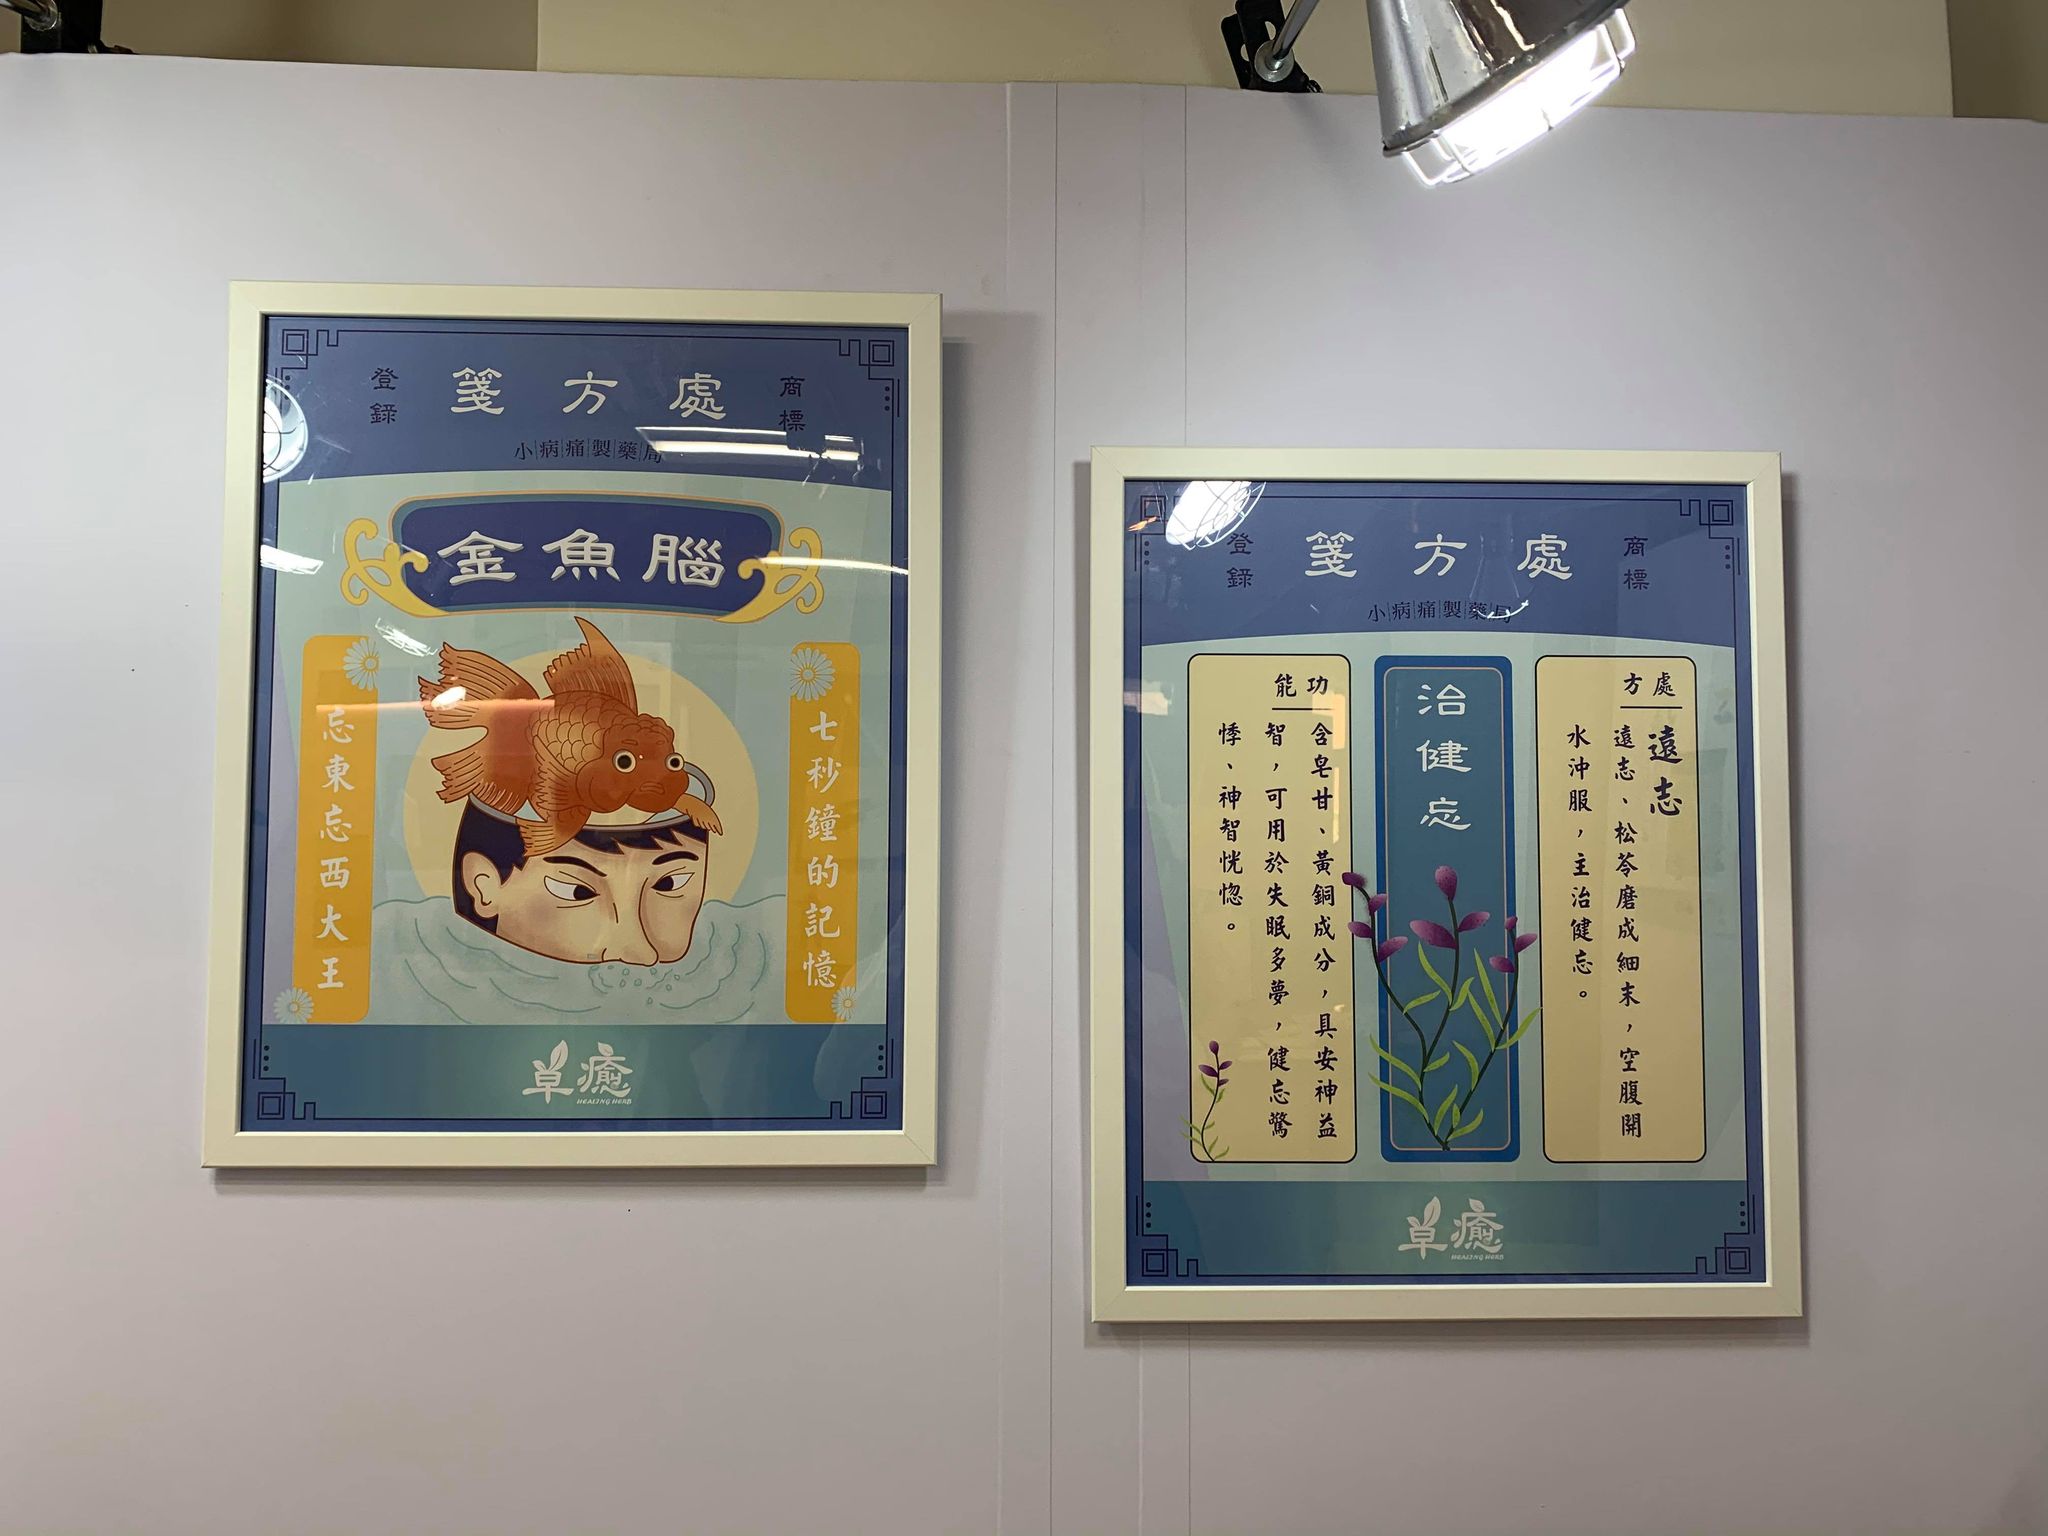 商標
處方箋
登錄
小病痛製藥局
金魚腦
七秒鐘的記憶
忘東忘西大王
草癒
HEALING HERB
商標
處方箋
登錄
小病痛製藥局
處方
遠志
遠志、松苓磨成細末，空腹開
水沖服，主治健忘。
治健忘
功能
含皂甘、黃銅成分，具安神益
智，可用於失眠多夢，健忘驚
悸、神智恍惚。
草癒
HEALING HERB